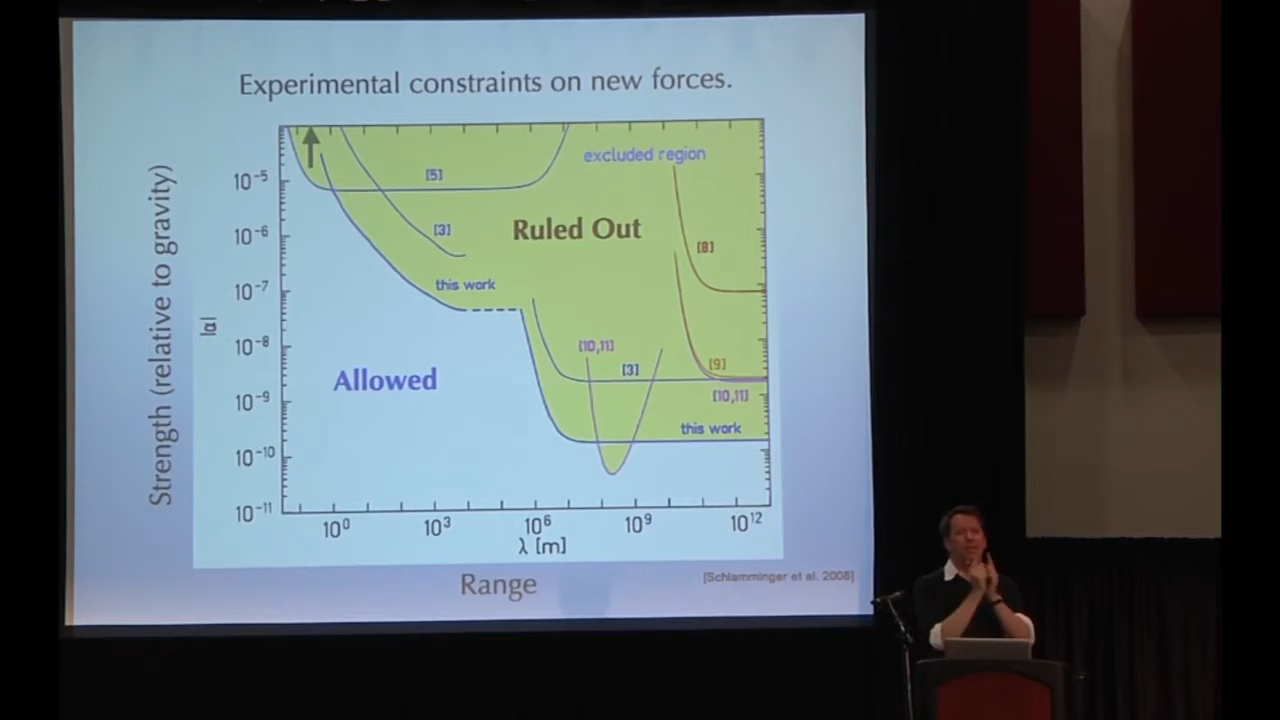 Experimental constraints on new forces.
Strength (relative to gravity)
|α|
10⁻⁵
10⁻⁶
10⁻⁷
10⁻⁸
10⁻⁹
10⁻¹⁰
10⁻¹¹
excluded region
[5]
[3]
Ruled Out
[8]
this work
[10,11]
[3]
[9]
Allowed
[10,11]
this work
10⁰
10³
10⁶
10⁹
10¹²
λ [m]
Range
[Schlamminger et al. 2008]